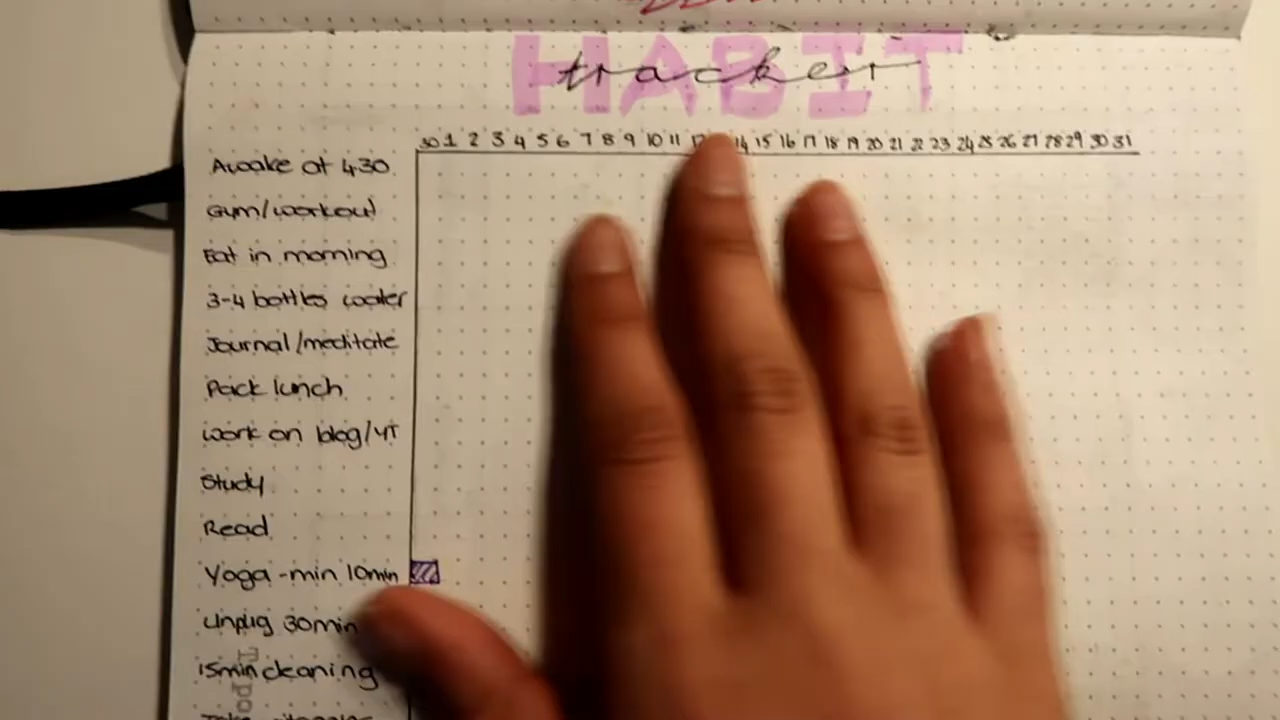 HABIT
tracker
30 1 2 3 4 5 6 7 8 9 10 11 14 15 16 17 18 19 20 21 22 23 24 25 26 27 28 29 30 31
Awake at 430
Gym/workout
Eat in morning
3-4 bottles water
Journal/meditate
Pack lunch
work on blog/YT
Study
Read
Yoga -min 10min
Unplug 30min
15min cleaning
Take